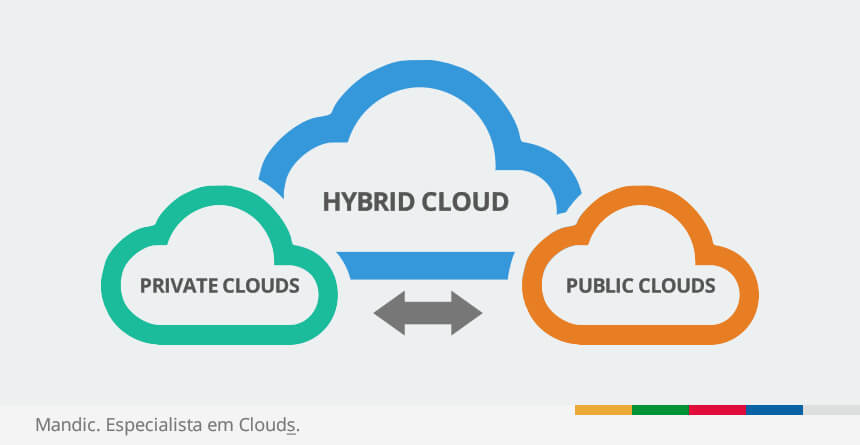 HYBRID CLOUD
PRIVATE CLOUDS
PUBLIC CLOUDS
Mandic. Especialista em Clouds.